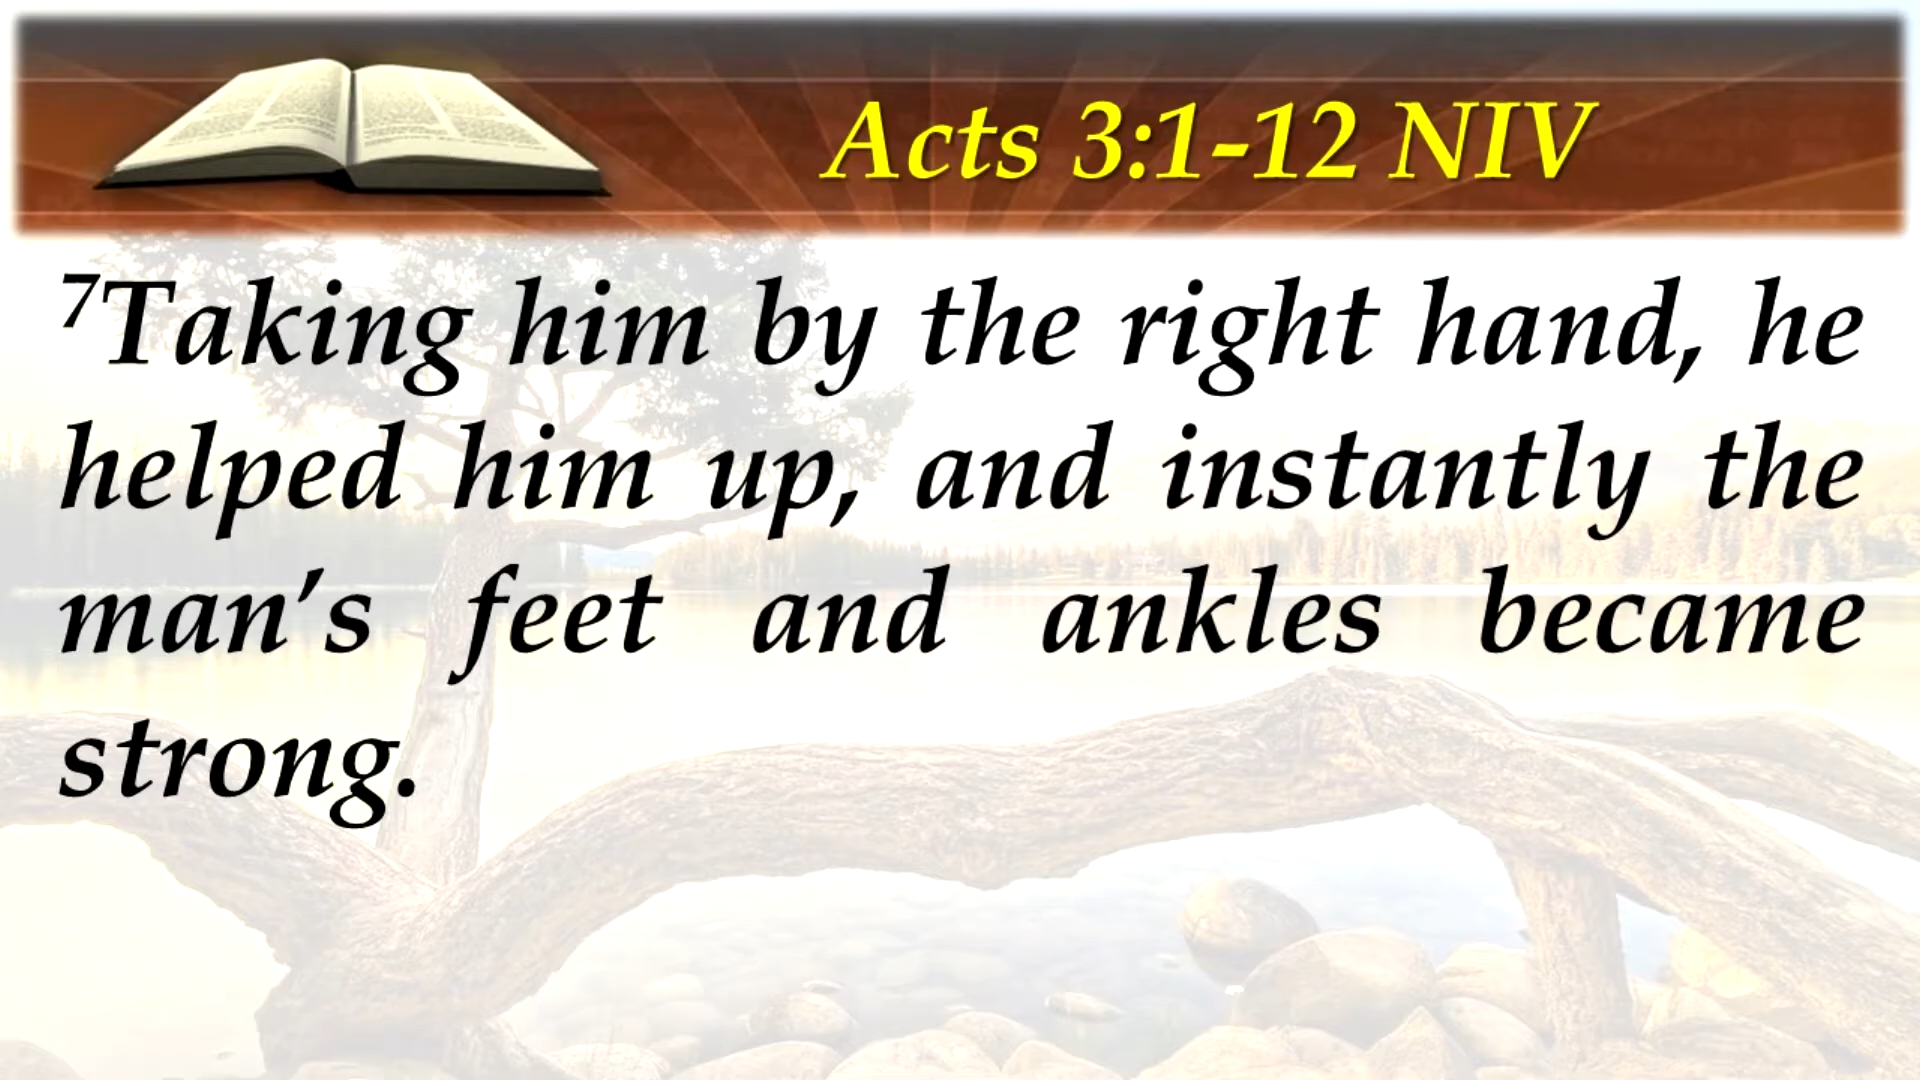 Acts 3:1-12 NIV
⁷Taking him by the right hand, he
helped him up, and instantly the
man’s feet and ankles became
strong.